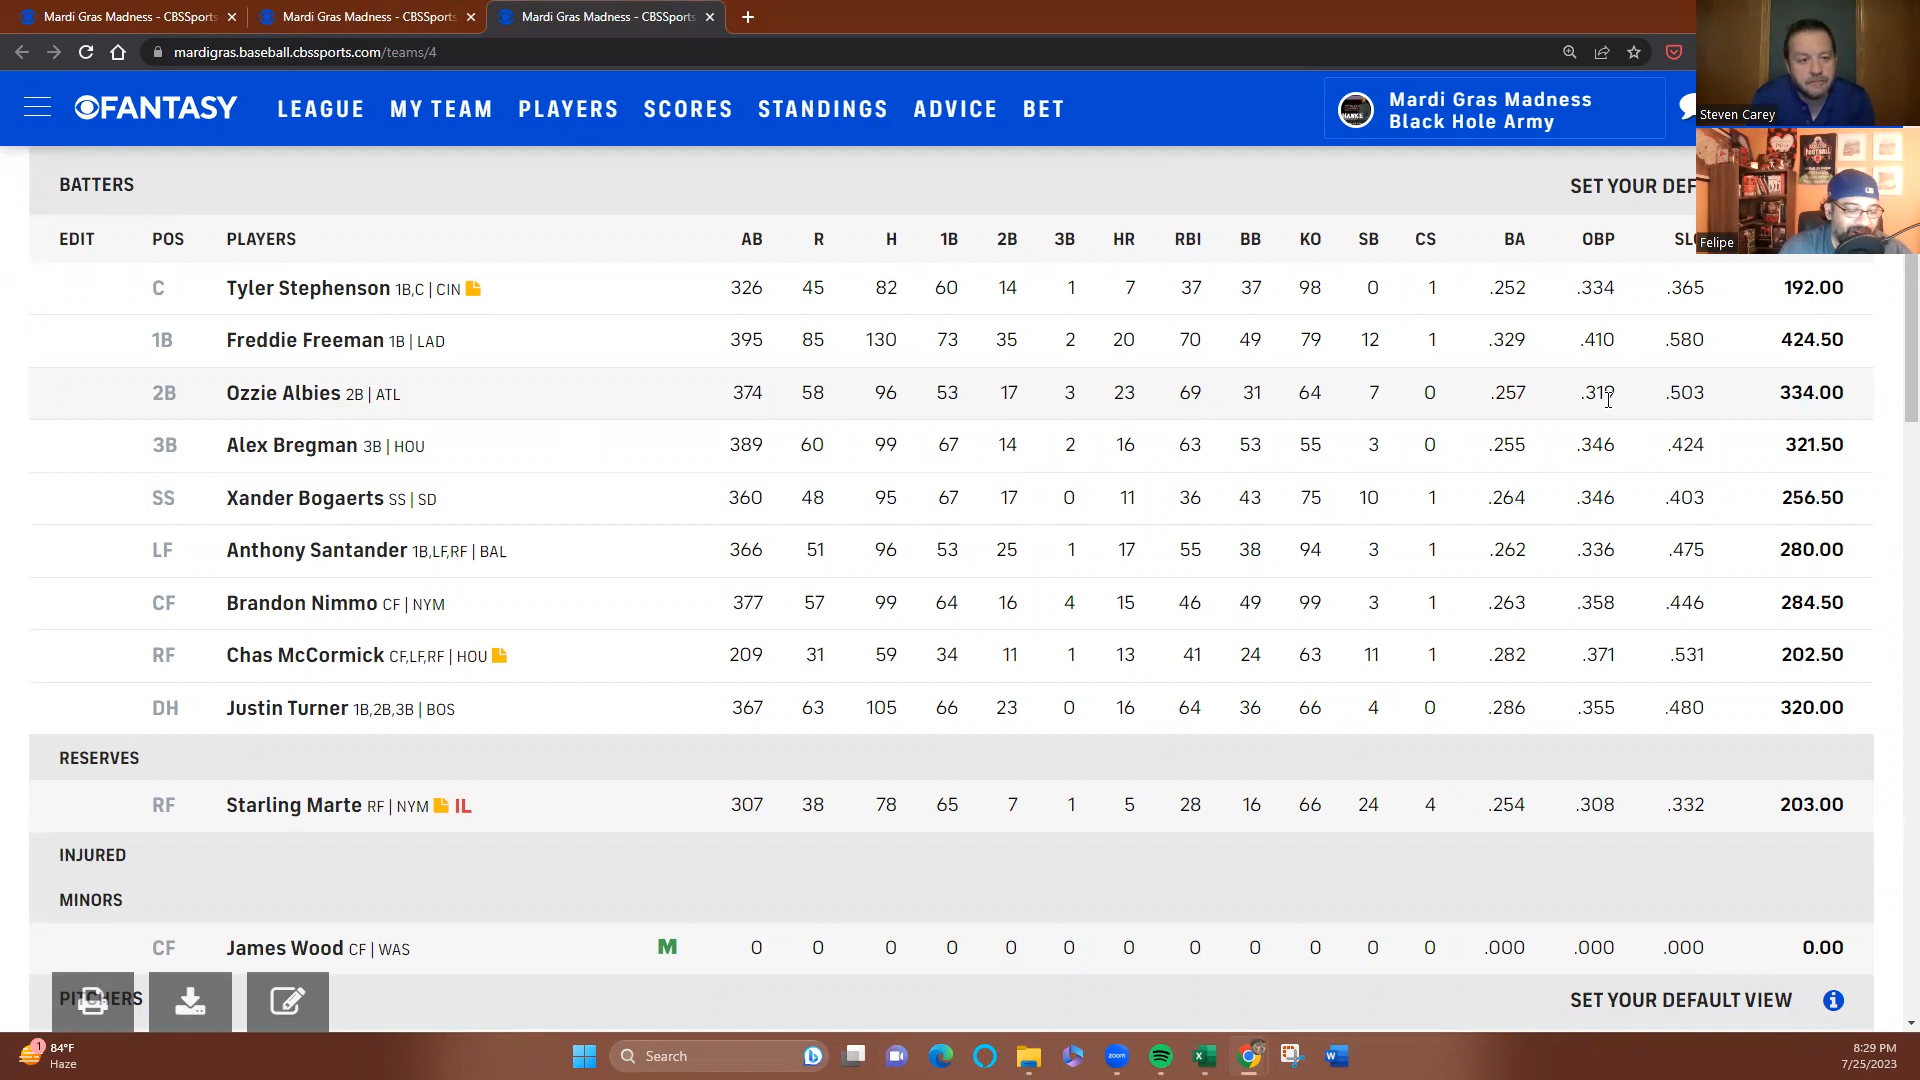 Mardi Gras Madness - CBSSports Mardi Gras Madness - CBSSports Mardi Gras Madness - CBSSports
mardigras.baseball.cbssports.com/teams/4
FANTASY LEAGUE MY TEAM PLAYERS SCORES STANDINGS ADVICE BET
Mardi Gras Madness
Black Hole Army
Steven Carey
Felipe
BATTERS SET YOUR DEF
EDIT POS PLAYERS AB R H 1B 2B 3B HR RBI BB KO SB CS BA OBP SL
C Tyler Stephenson 1B,C | CIN 326 45 82 60 14 1 7 37 37 98 0 1 .252 .334 .365 192.00
1B Freddie Freeman 1B | LAD 395 85 130 73 35 2 20 70 49 79 12 1 .329 .410 .580 424.50
2B Ozzie Albies 2B | ATL 374 58 96 53 17 3 23 69 31 64 7 0 .257 .319 .503 334.00
3B Alex Bregman 3B | HOU 389 60 99 67 14 2 16 63 53 55 3 0 .255 .346 .424 321.50
SS Xander Bogaerts SS | SD 360 48 95 67 17 0 11 36 43 75 10 1 .264 .346 .403 256.50
LF Anthony Santander 1B,LF,RF | BAL 366 51 96 53 25 1 17 55 38 94 3 1 .262 .336 .475 280.00
CF Brandon Nimmo CF | NYM 377 57 99 64 16 4 15 46 49 99 3 1 .263 .358 .446 284.50
RF Chas McCormick CF,LF,RF | HOU 209 31 59 34 11 1 13 41 24 63 11 1 .282 .371 .531 202.50
DH Justin Turner 1B,2B,3B | BOS 367 63 105 66 23 0 16 64 36 66 4 0 .286 .355 .480 320.00
RESERVES
RF Starling Marte RF | NYM IL 307 38 78 65 7 1 5 28 16 66 24 4 .254 .308 .332 203.00
INJURED
MINORS
CF James Wood CF | WAS M 0 0 0 0 0 0 0 0 0 0 0 0 .000 .000 .000 0.00
PITCHERS SET YOUR DEFAULT VIEW
1 84°F
Haze
Search
8:29 PM
7/25/2023